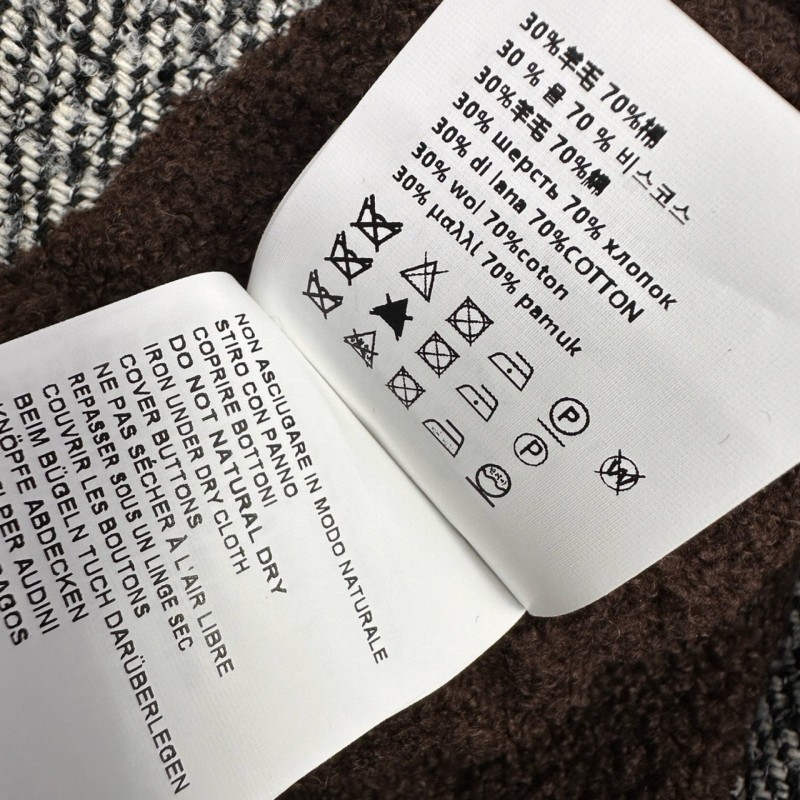 30%羊毛 70%棉
30 % 울 70 % 비스코스
30%羊毛 70%棉
30% шерсть 70% хлопок
30% di lana 70%COTTON
30% wol 70%coton
30% μαλλί 70% pamuk
P
P
W
NON ASCIUGARE IN MODO NATURALE
STIRO CON PANNO
COPRIRE BOTTONI
DO NOT NATURAL DRY
IRON UNDER DRY CLOTH
COVER BUTTONS
NE PAS SÉCHER À L'AIR LIBRE
REPASSER SOUS UN LINGE SEC
COUVRIR LES BOUTONS
BEIM BÜGELN TUCH DARÜBERLEGEN
KNÖPFE ABDECKEN
PER AUDINI